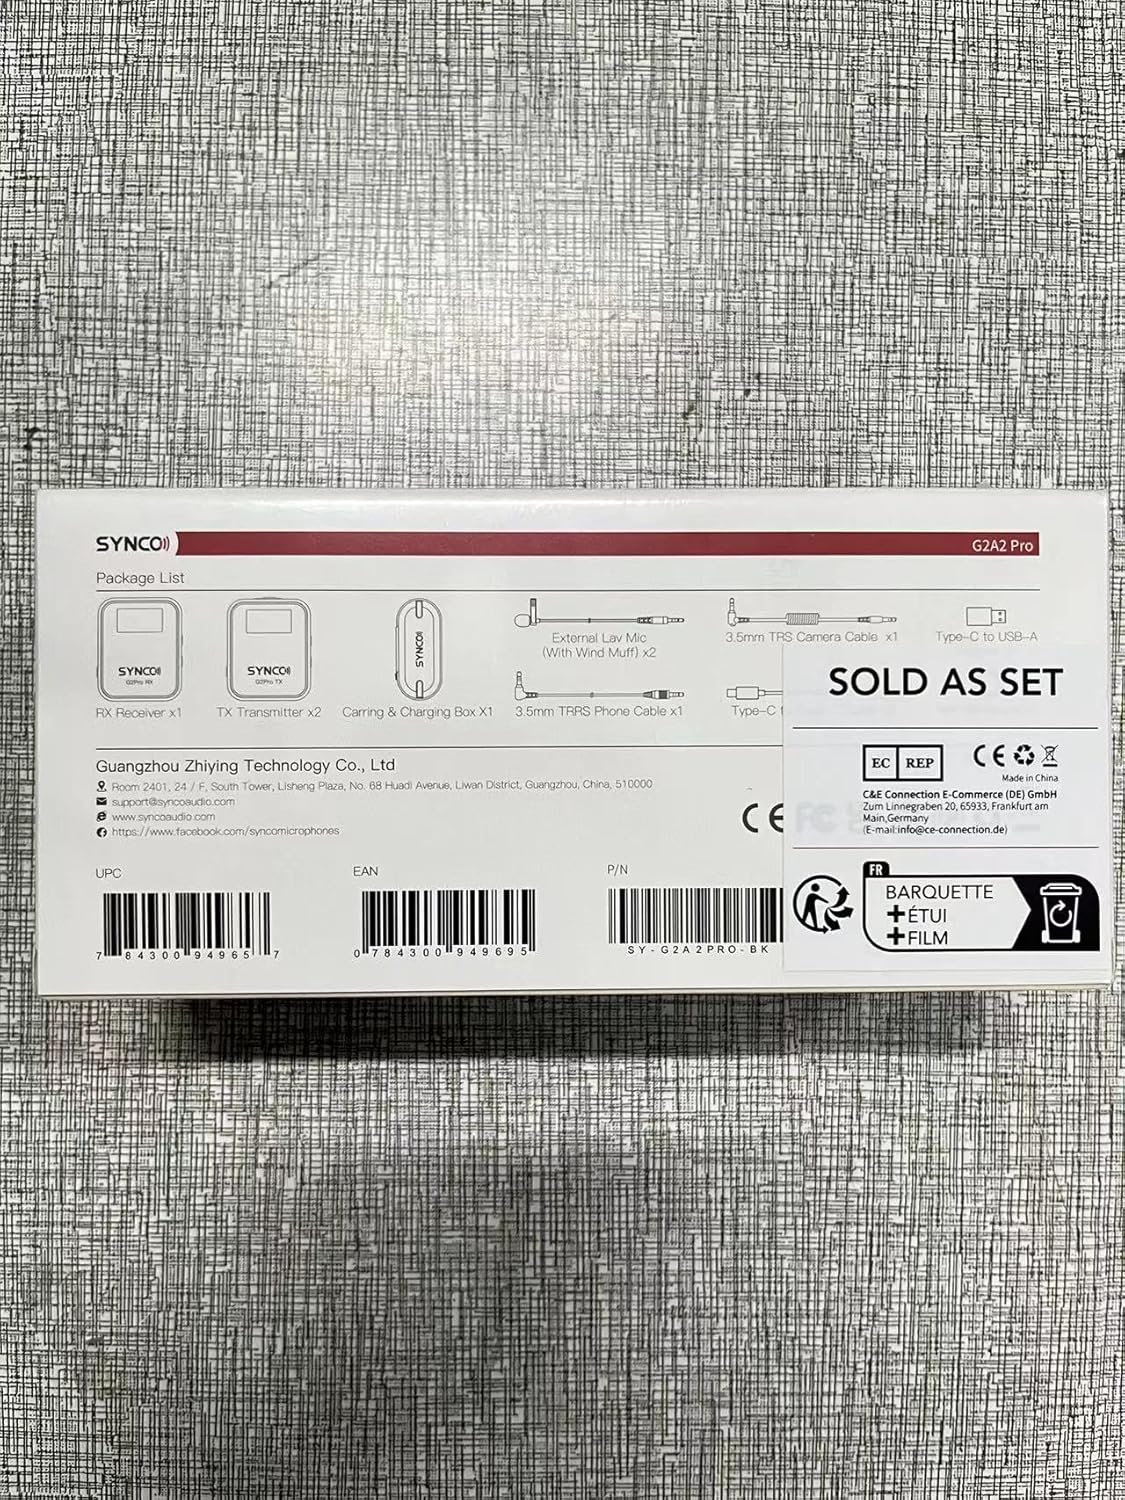 SYNCO
G2A2 Pro
Package List
SYNCO
G2Pro RX
SYNCO
G2Pro TX
SYNCO
External Lav Mic
(With Wind Muff) x2
3.5mm TRS Camera Cable x1
Type-C to USB-A
RX Receiver x1
TX Transmitter x2
Carring & Charging Box X1
3.5mm TRRS Phone Cable x1
Type-C
SOLD AS SET
Guangzhou Zhiying Technology Co., Ltd
Room 2401, 24 / F, South Tower, Lisheng Plaza, No. 68 Huadi Avenue, Liwan District, Guangzhou, China, 510000
support@syncoaudio.com
www.syncoaudio.com
https://www.facebook.com/syncomicrophones
CE
EC REP
CE
Made in China
C&E Connection E-Commerce (DE) GmbH
Zum Linnegraben 20, 65933, Frankfurt am
Main,Germany
(E-mail:info@ce-connection.de)
UPC
7 84300 94965 7
EAN
0 784300 949695
P/N
SY-G2A2PRO-BK
FR
BARQUETTE
+ÉTUI
+FILM